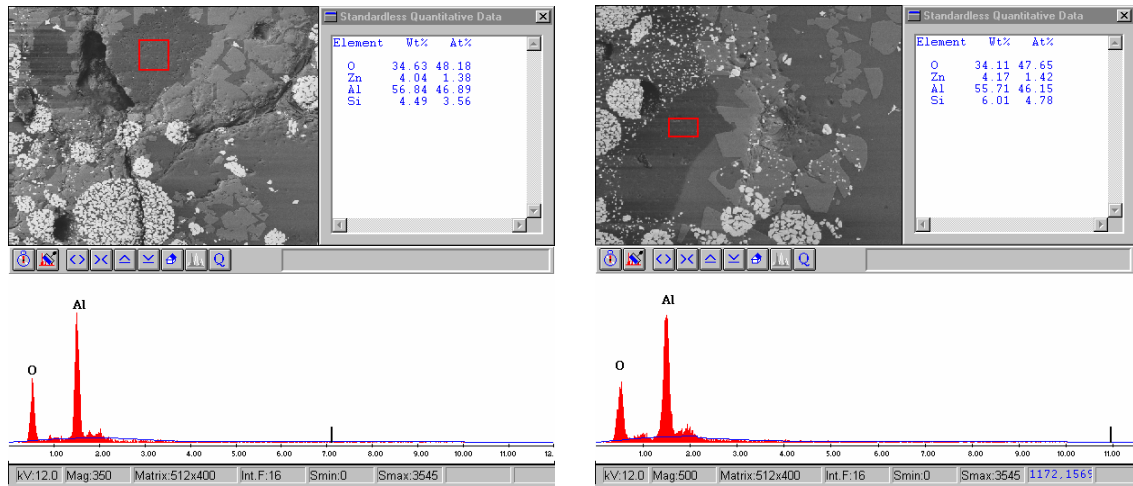 Standardless Quantitative Data
Element Wt% At%
O 34.63 48.18
Zn 4.04 1.38
Al 56.84 46.89
Si 4.49 3.56
Q
Al
O
1.00 2.00 3.00 4.00 5.00 6.00 7.00 8.00 9.00 10.00 11.00 12.
kV:12.0 Mag:350 Matrix:512x400 Int.F:16 Smin:0 Smax:3545
Standardless Quantitative Data
Element Wt% At%
O 34.11 47.65
Zn 4.17 1.42
Al 55.71 46.15
Si 6.01 4.78
Q
Al
O
1.00 2.00 3.00 4.00 5.00 6.00 7.00 8.00 9.00 10.00 11.00
kV:12.0 Mag:500 Matrix:512x400 Int.F:16 Smin:0 Smax:3545 1172,1569